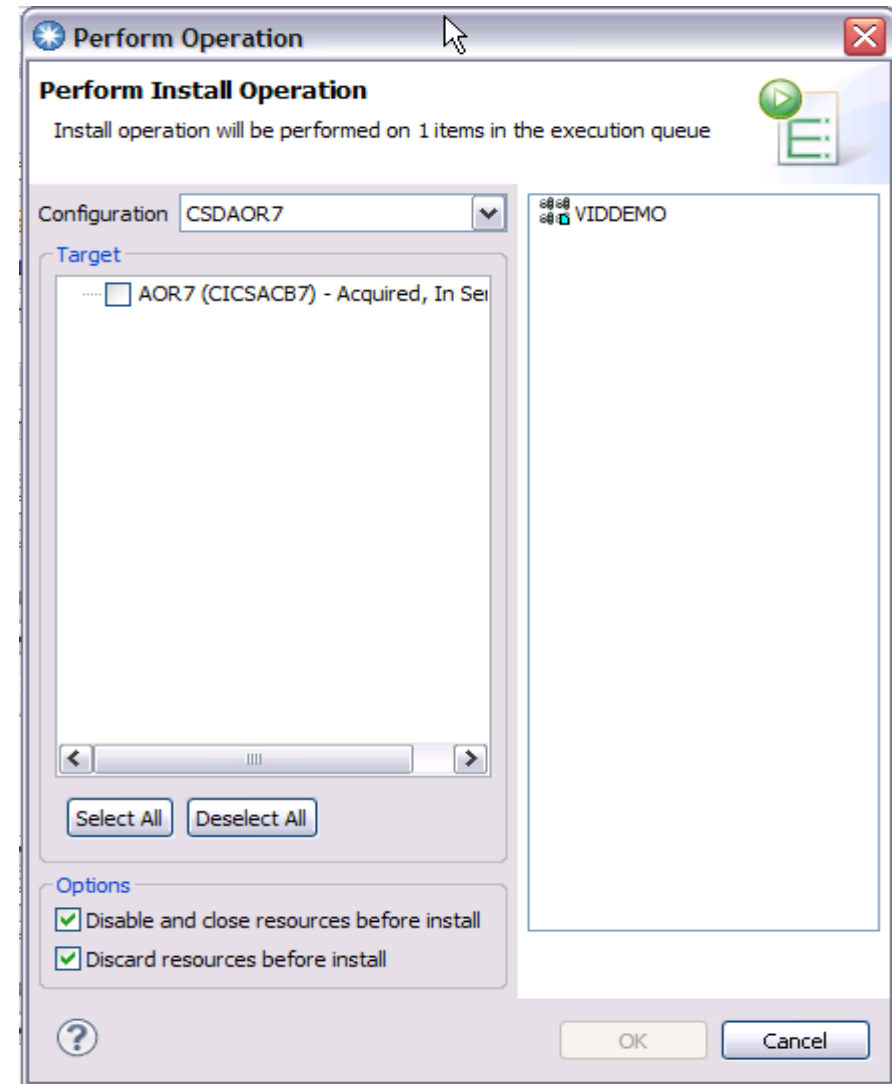 Perform Operation
Perform Install Operation
Install operation will be performed on 1 items in the execution queue
Configuration CSDAOR7
Target
AOR7 (CICSACB7) - Acquired, In Ser
Select All Deselect All
Options
Disable and close resources before install
Discard resources before install
VIDDEMO
? OK Cancel